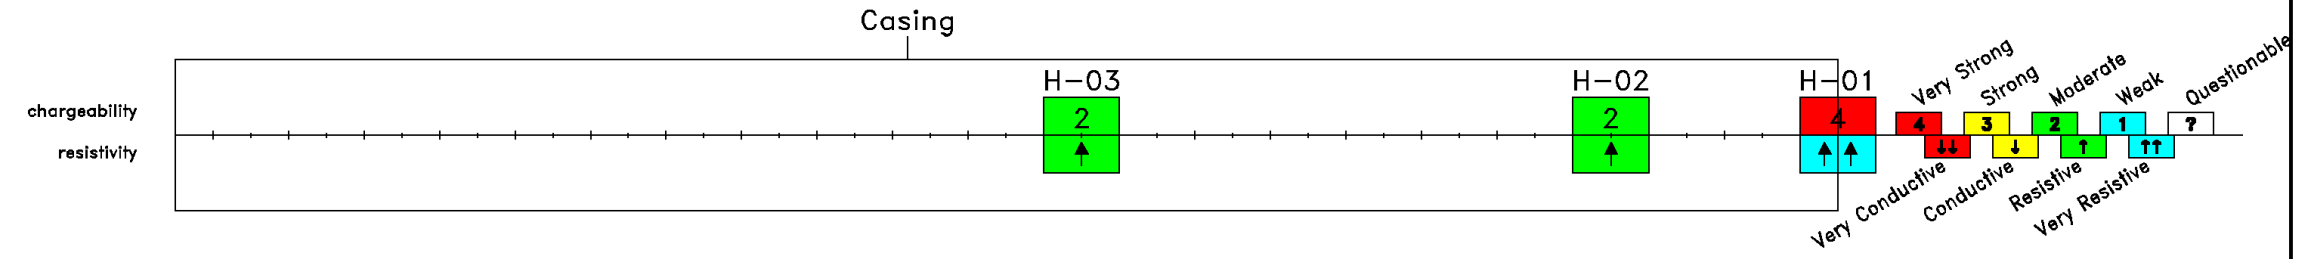 Casing
H-03
H-02
H-01
chargeability
2
2
4
resistivity
↑
↑
↑ ↑
Very Strong
Strong
Moderate
Weak
Questionable
4
3
2
1
?
↓↓
↓
↑
↑↑
Very Conductive
Conductive
Resistive
Very Resistive